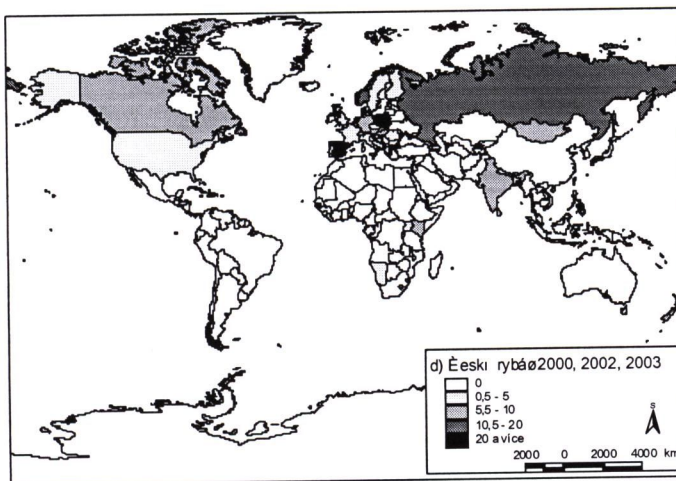 d) Èeskı rybáø2000, 2002, 2003
0
0,5 - 5
5,5 - 10
10,5 - 20
20 a více
S
2000 0 2000 4000 km